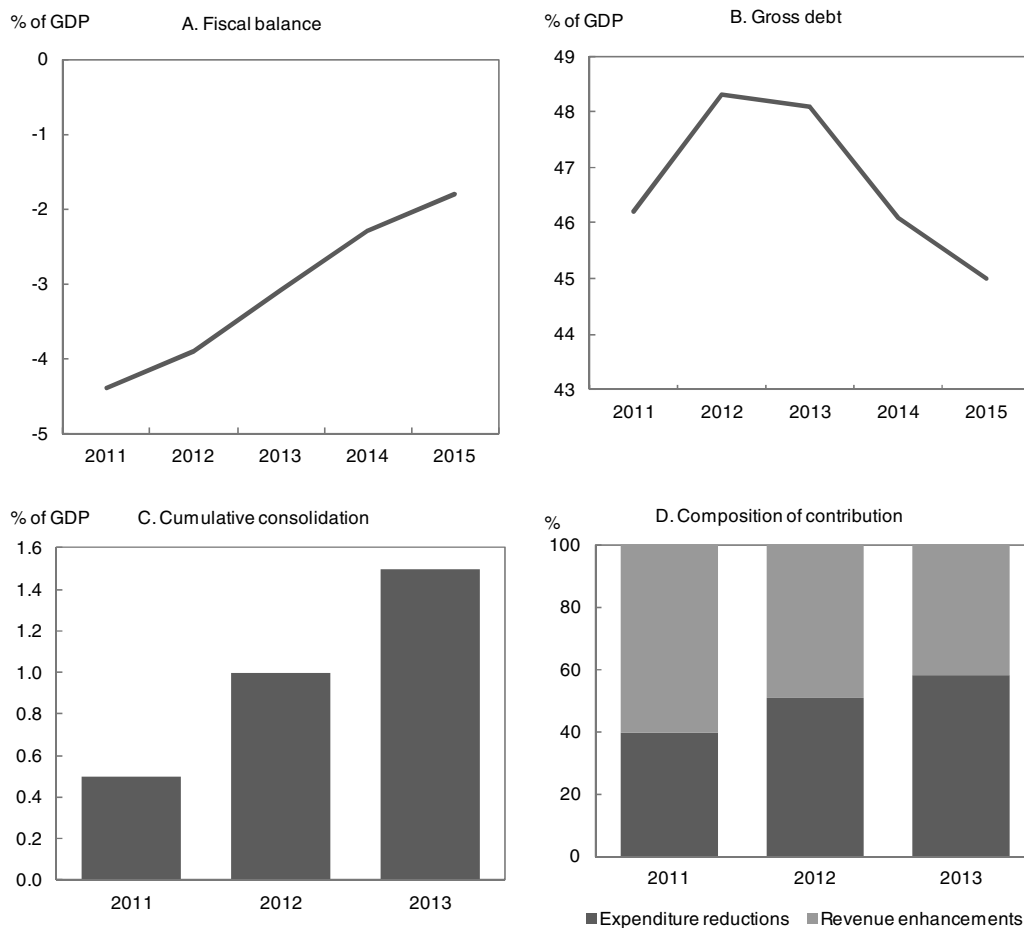 % of GDP
A. Fiscal balance
0
-1
-2
-3
-4
-5
2011 2012 2013 2014 2015
% of GDP
B. Gross debt
49
48
47
46
45
44
43
2011 2012 2013 2014 2015
% of GDP
C. Cumulative consolidation
1.6
1.4
1.2
1.0
0.8
0.6
0.4
0.2
0.0
2011 2012 2013
%
D. Composition of contribution
100
80
60
40
20
0
2011 2012 2013
Expenditure reductions Revenue enhancements